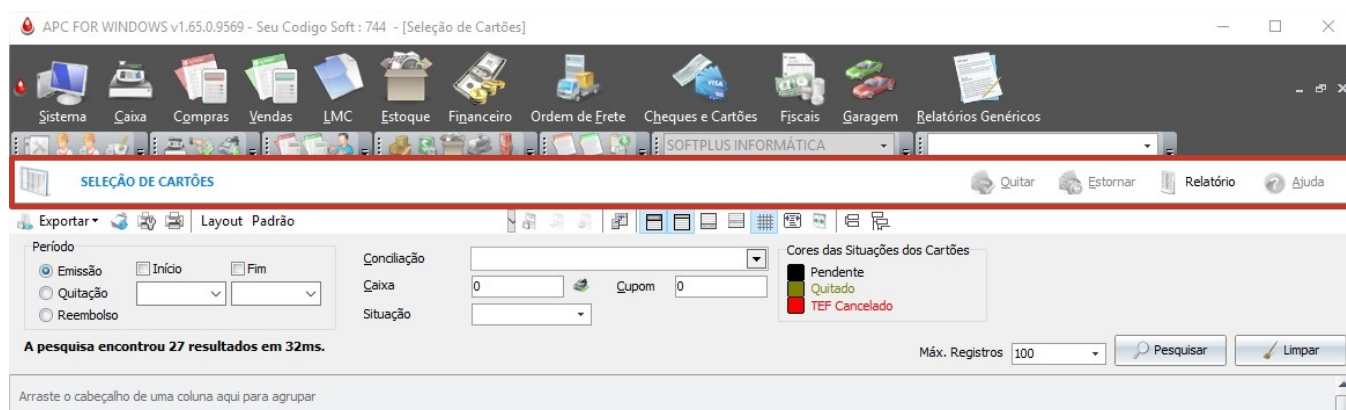 APC FOR WINDOWS v1.65.0.9569 - Seu Codigo Soft : 744 - [Seleção de Cartões]
Sistema Caixa Compras Vendas LMC Estoque Financeiro Ordem de Frete Cheques e Cartões Fiscais Garagem Relatórios Genéricos
SOFTPLUS INFORMÁTICA
SELEÇÃO DE CARTÕES Quitar Estornar Relatório Ajuda
Exportar Layout Padrão
Período
Emissão Início Fim
Quitação
Reembolso
Conciliação
Caixa 0 Cupom 0
Situação
Cores das Situações dos Cartões
Pendente
Quitado
TEF Cancelado
A pesquisa encontrou 27 resultados em 32ms.
Máx. Registros 100 Pesquisar Limpar
Arraste o cabeçalho de uma coluna aqui para agrupar